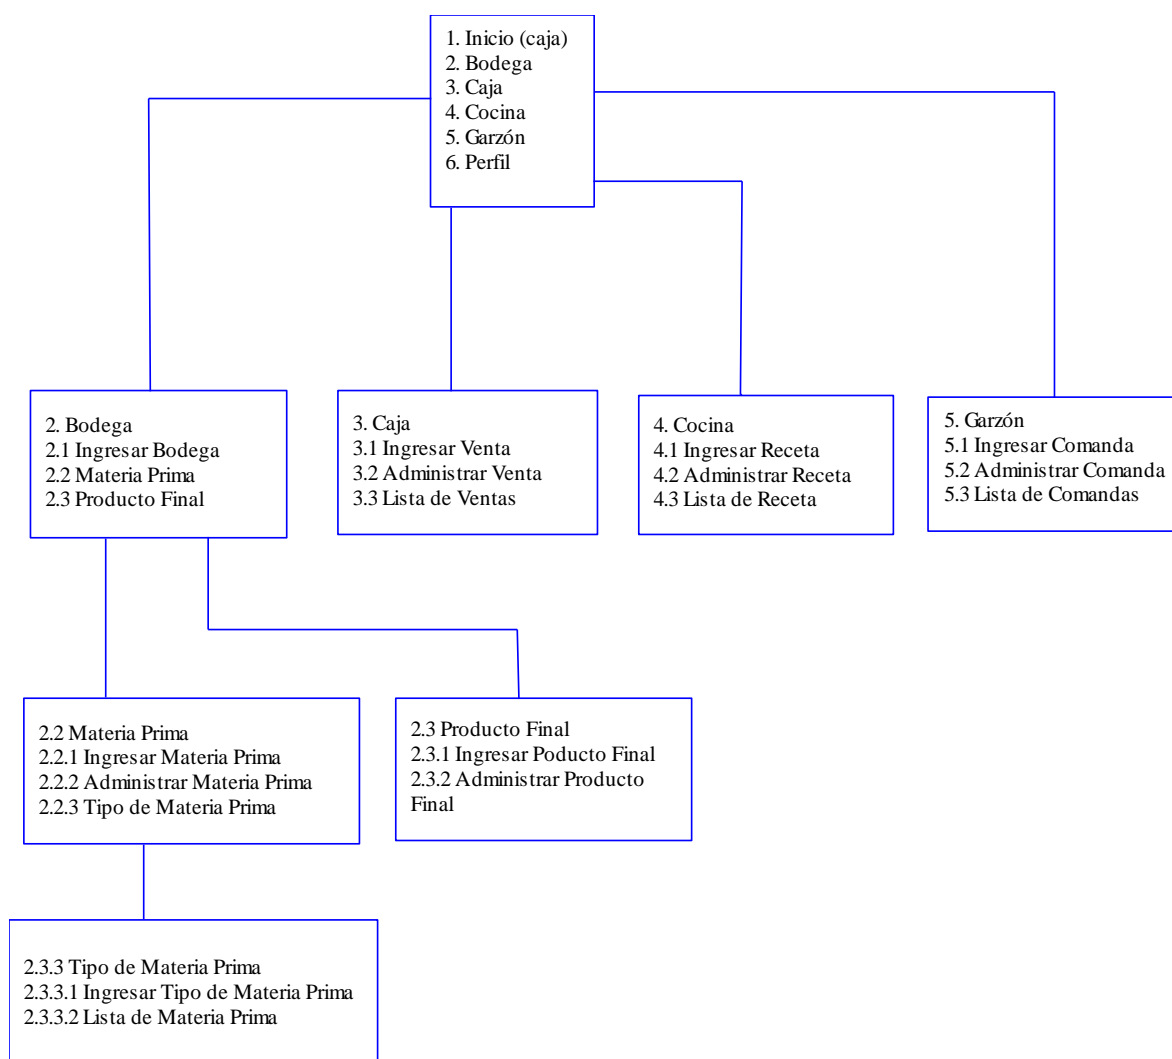 1. Inicio (caja)
2. Bodega
3. Caja
4. Cocina
5. Garzón
6. Perfil
2. Bodega
2.1 Ingresar Bodega
2.2 Materia Prima
2.3 Producto Final
3. Caja
3.1 Ingresar Venta
3.2 Administrar Venta
3.3 Lista de Ventas
4. Cocina
4.1 Ingresar Receta
4.2 Administrar Receta
4.3 Lista de Receta
5. Garzón
5.1 Ingresar Comanda
5.2 Administrar Comanda
5.3 Lista de Comandas
2.2 Materia Prima
2.2.1 Ingresar Materia Prima
2.2.2 Administrar Materia Prima
2.2.3 Tipo de Materia Prima
2.3 Producto Final
2.3.1 Ingresar Poducto Final
2.3.2 Administrar Producto
Final
2.3.3 Tipo de Materia Prima
2.3.3.1 Ingresar Tipo de Materia Prima
2.3.3.2 Lista de Materia Prima